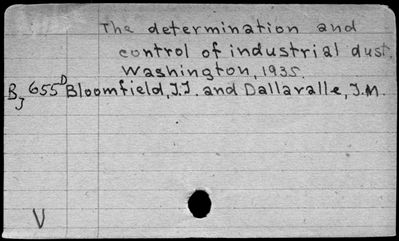 The determination and
control of industrial dust.
Washington, 1935.
BJ 655D Bloomfield, J.J. and Dallavalle, J.M.
V